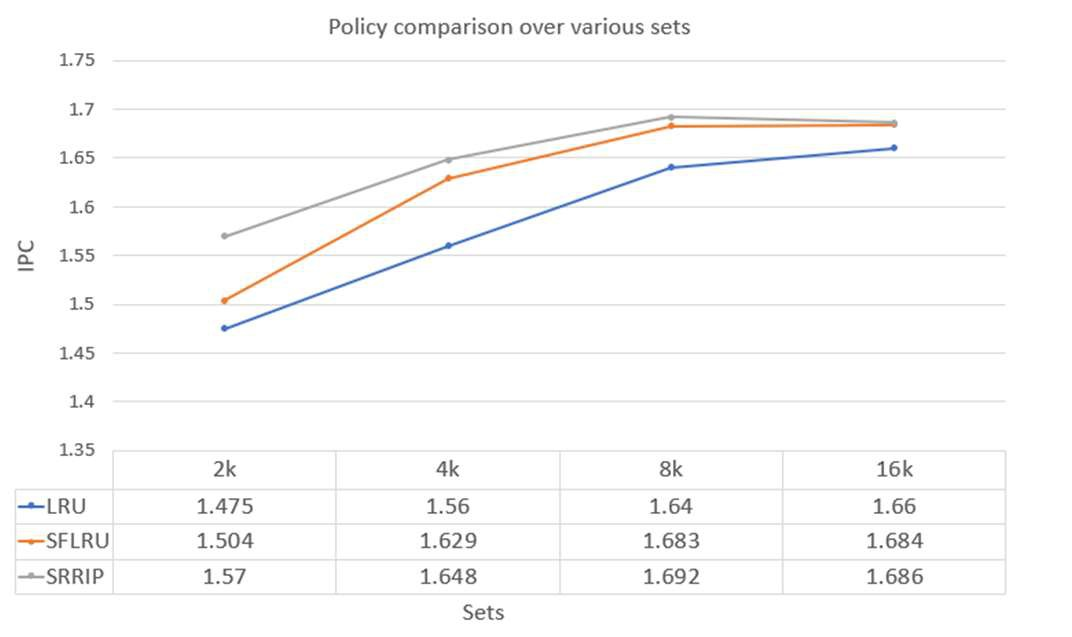 Policy comparison over various sets
1.75
1.7
1.65
1.6
1.55
1.5
1.45
1.4
1.35
IPC
2k 4k 8k 16k
LRU 1.475 1.56 1.64 1.66
SFLRU 1.504 1.629 1.683 1.684
SRRIP 1.57 1.648 1.692 1.686
Sets